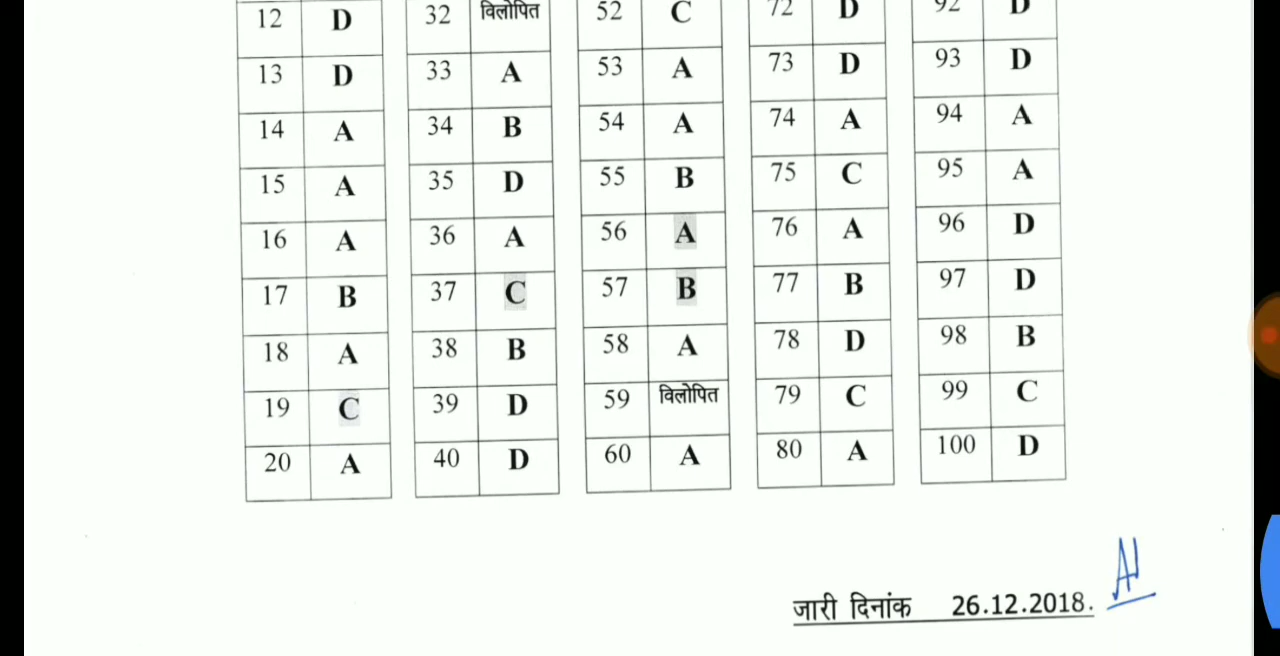 12 D 32 विलोपित 52 C 72 D 92 D
13 D 33 A 53 A 73 D 93 D
14 A 34 B 54 A 74 A 94 A
15 A 35 D 55 B 75 C 95 A
16 A 36 A 56 A 76 A 96 D
17 B 37 C 57 B 77 B 97 D
18 A 38 B 58 A 78 D 98 B
19 C 39 D 59 विलोपित 79 C 99 C
20 A 40 D 60 A 80 A 100 D
जारी दिनांक 26.12.2018.